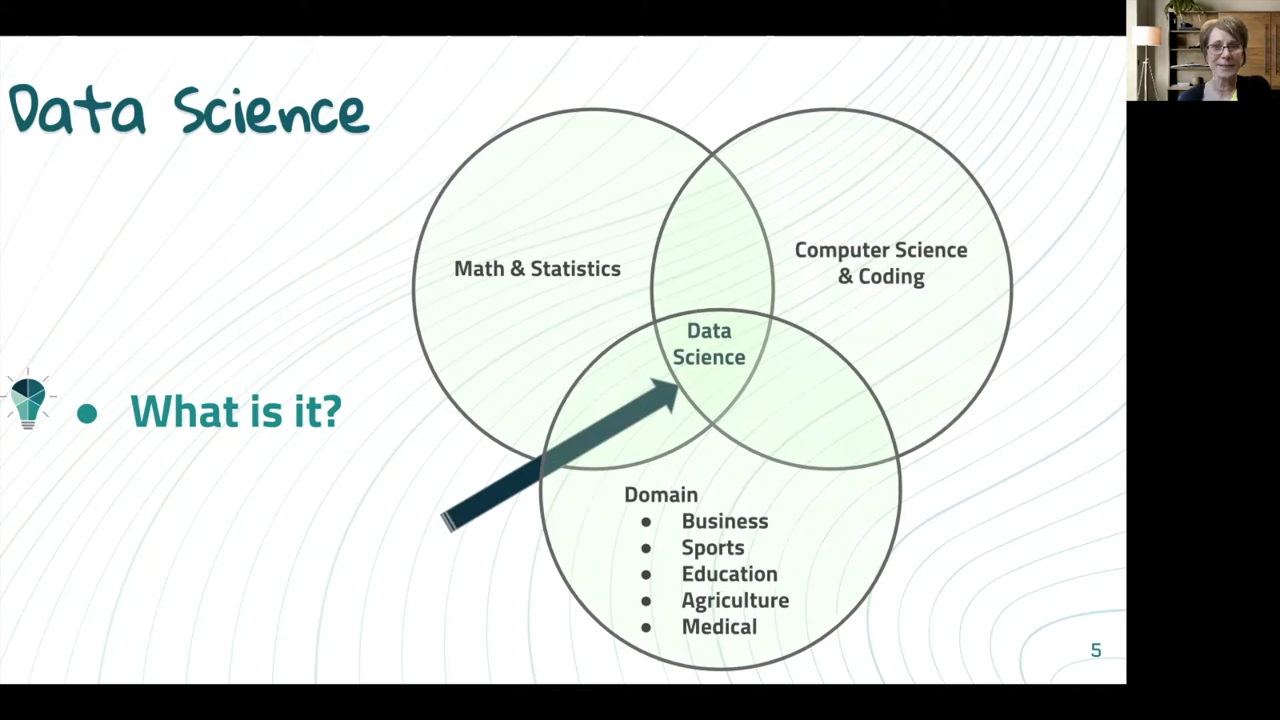 Data Science
Math & Statistics
Computer Science
& Coding
Data
Science
● What is it?
Domain
● Business
● Sports
● Education
● Agriculture
● Medical
5